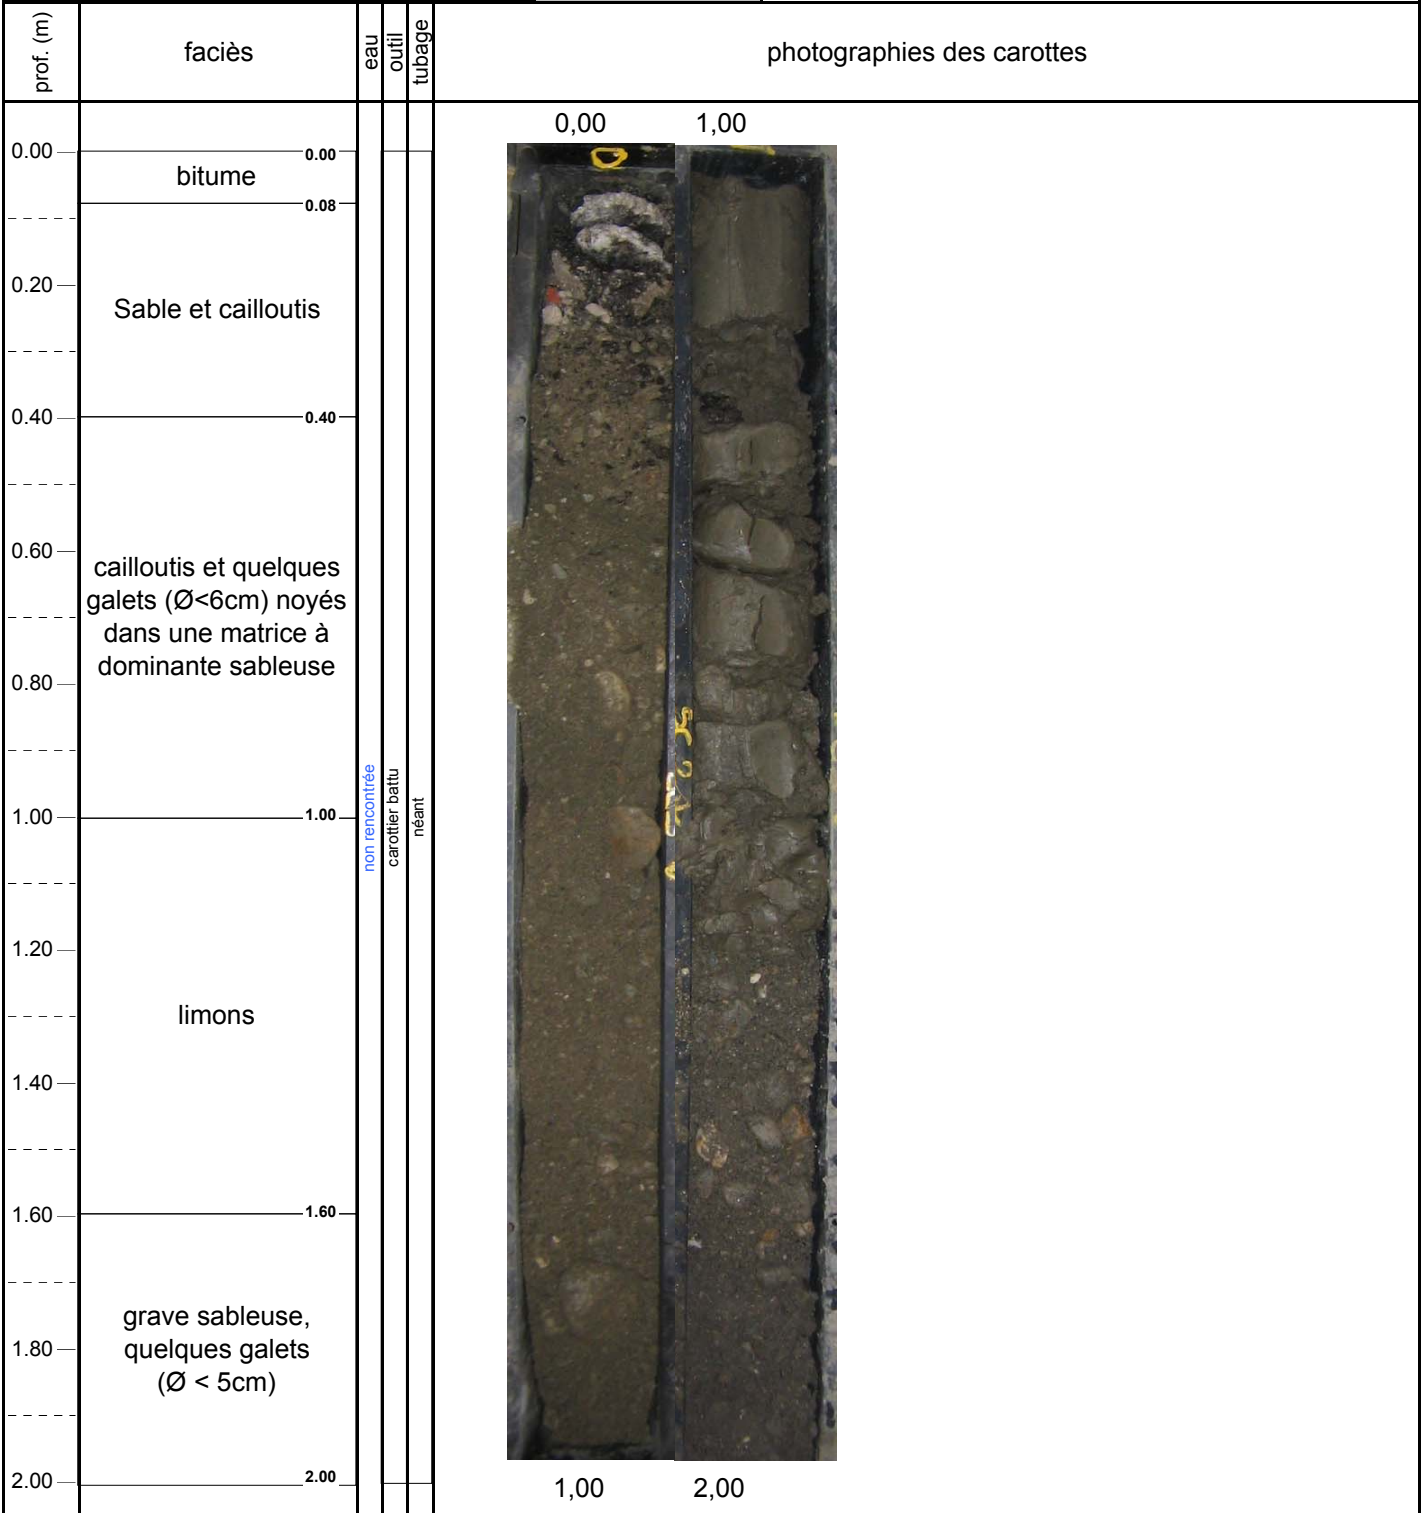 prof. (m)
faciès
eau
outil
tubage
photographies des carottes
0,00
1,00
0.00
0.00
bitume
0.08
0.20
Sable et cailloutis
0.40
0.40
0.60
cailloutis et quelques
galets (Ø<6cm) noyés
dans une matrice à
dominante sableuse
0.80
non rencontrée
carottier battu
néant
1.00
1.00
1.20
limons
1.40
1.60
1.60
grave sableuse,
quelques galets
(Ø < 5cm)
1.80
2.00
2.00
1,00
2,00